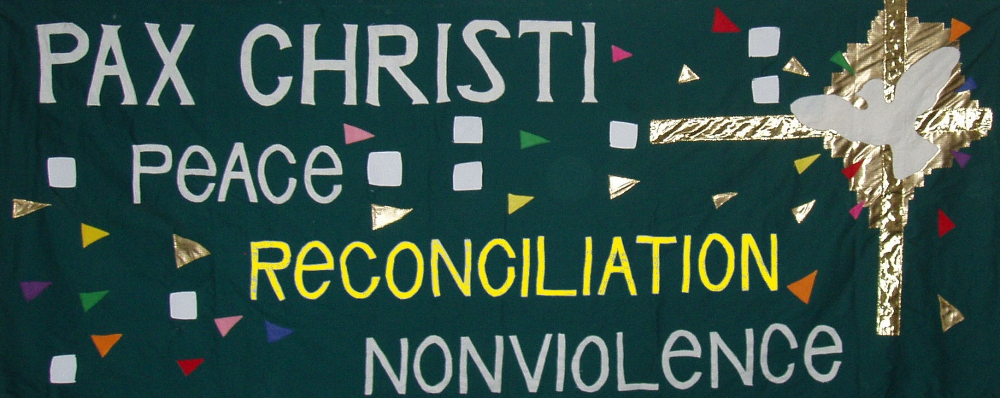 PAX CHRISTI
PeACe
ReCONCILIATION
NONVIOLeNCe